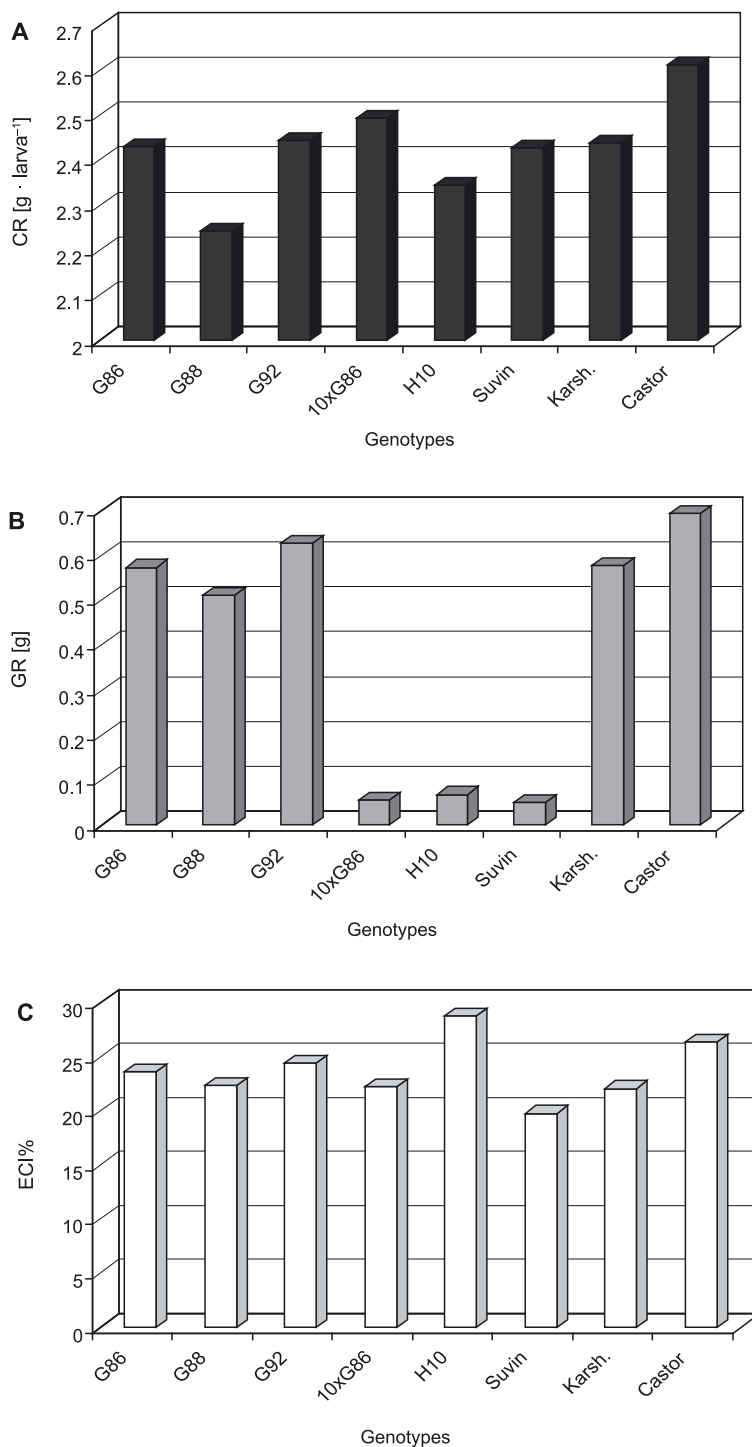 A
2.7
2.6
2.5
2.4
2.3
2.2
2.1
2
CR [g · larva⁻¹]
G86 G88 G92 10xG86 H10 Suvin Karsh. Castor
Genotypes
B
0.7
0.6
0.5
0.4
0.3
0.2
0.1
0
GR [g]
G86 G88 G92 10xG86 H10 Suvin Karsh. Castor
Genotypes
C
30
25
20
15
10
5
0
ECI%
G86 G88 G92 10xG86 H10 Suvin Karsh. Castor
Genotypes